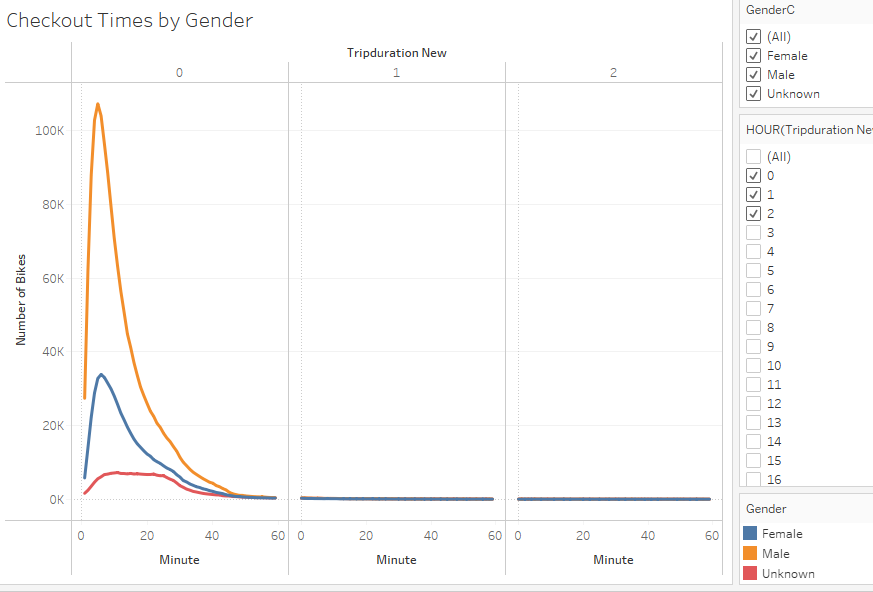 Checkout Times by Gender
Tripduration New
0 1 2
100K
80K
60K
40K
20K
0K
Number of Bikes
0 20 40 60 0 20 40 60 0 20 40 60
Minute Minute Minute
GenderC
(All)
Female
Male
Unknown
HOUR(Tripduration Ne
(All)
0
1
2
3
4
5
6
7
8
9
10
11
12
13
14
15
16
Gender
Female
Male
Unknown